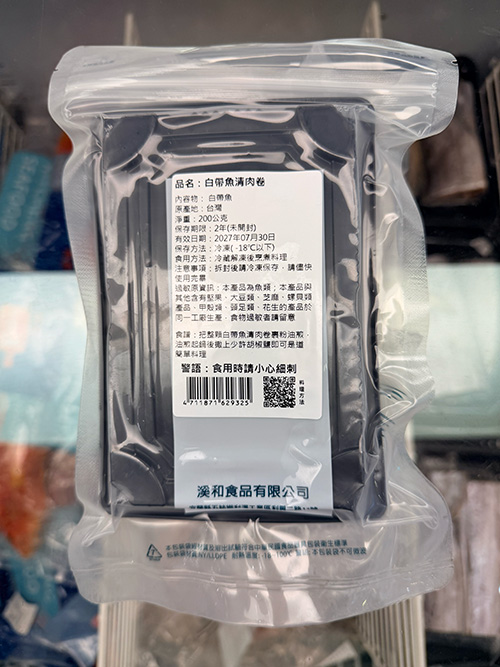 品名：白帶魚清肉卷
內容物： 白帶魚
原產地：台灣
淨重：200公克
保存期限：2年(未開封)
有效日期：2027年07月30日
保存方法：冷凍( -18℃以下)
食用方法：冷藏解凍後烹煮料理
注意事項：拆封後請冷凍保存，請儘快
使用完畢
過敏原資訊：本產品為魚類；本產品與
其他含有堅果、大豆類、芝麻、螺貝類
產品、甲殼類、頭足類、花生的產品於
同一工廠生產，食物過敏者請留意
食譜：把整顆白帶魚清肉卷裹粉油煎，
油煎起鍋後撒上少許胡椒鹽即可是道
簡單料理
警語：食用時請小心細刺
4 711871 629325
料理方法
溪和食品有限公司